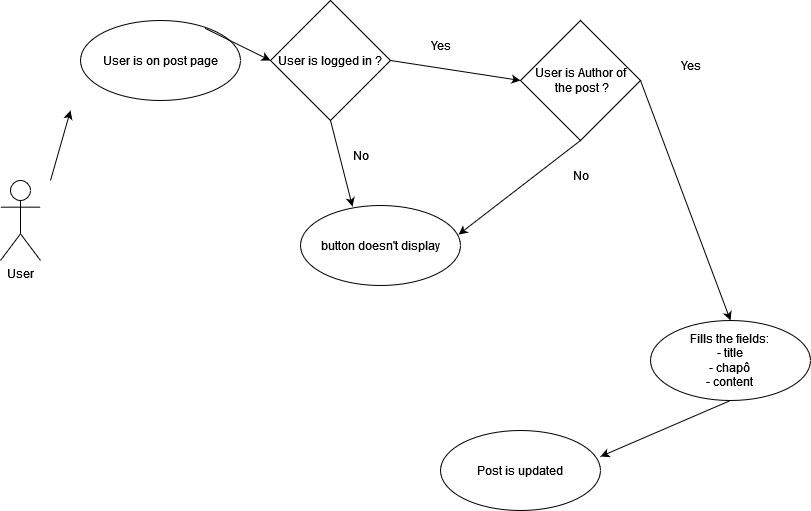 User is on post page
User is logged in ?
Yes
User is Author of
the post ?
Yes
No
No
User
button doesn't display
Fills the fields:
- title
- chapô
- content
Post is updated